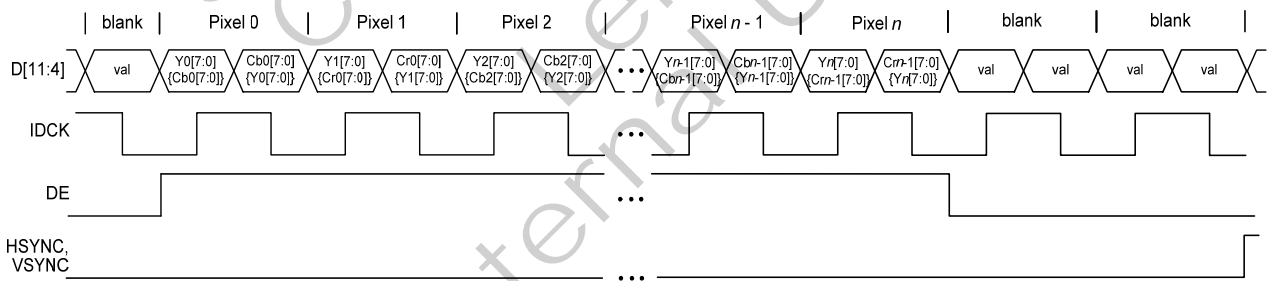 | blank | Pixel 0 | Pixel 1 | Pixel 2 | Pixel n - 1 | Pixel n | blank | blank |
D[11:4] val Y0[7:0] Cb0[7:0] Y1[7:0] Cr0[7:0] Y2[7:0] Cb2[7:0] ••• Yn-1[7:0] Cbn-1[7:0] Yn[7:0] Crn-1[7:0] val val val val
{Cb0[7:0]} {Y0[7:0]} {Cr0[7:0]} {Y1[7:0]} {Cb2[7:0]} {Y2[7:0]} {Cbn-1[7:0]} {Yn-1[7:0]} {Crn-1[7:0]} {Yn[7:0]}
IDCK •••
DE •••
HSYNC,
VSYNC •••